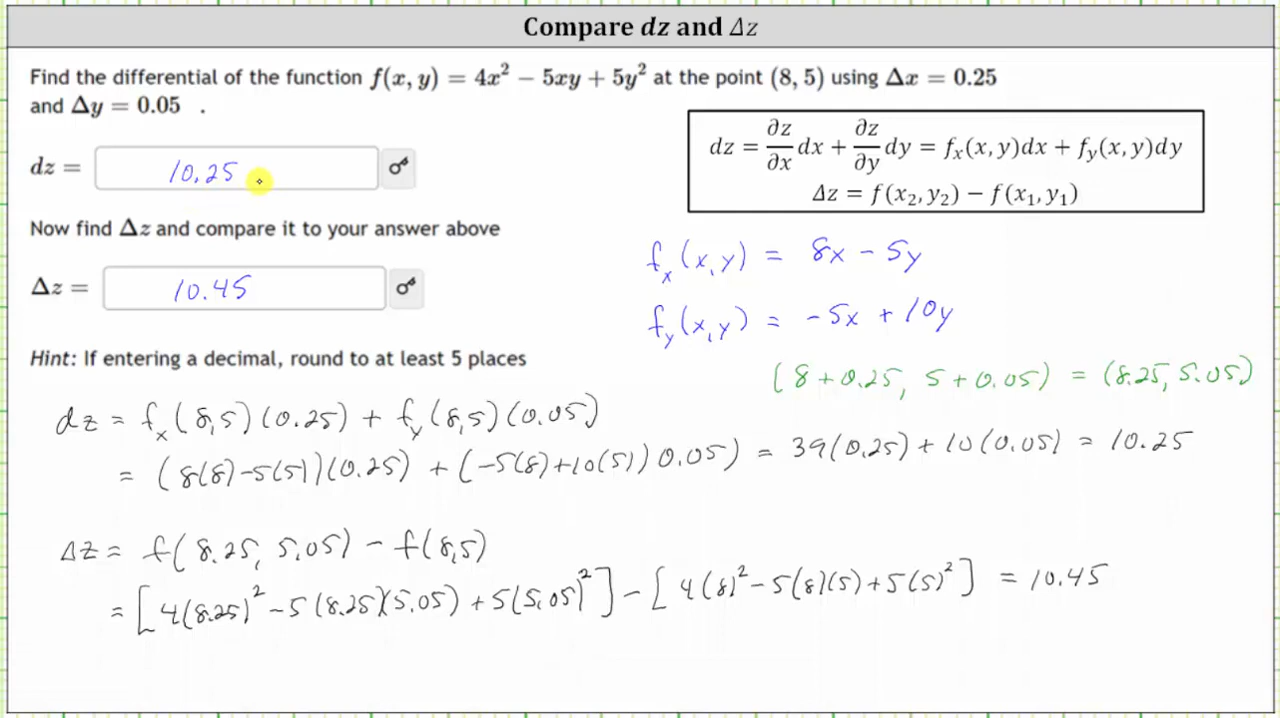 Compare dz and Δz
Find the differential of the function f(x, y) = 4x² − 5xy + 5y² at the point (8, 5) using Δx = 0.25
and Δy = 0.05 .
dz = ∂z/∂x dx + ∂z/∂y dy = fₓ(x, y)dx + f_y(x, y)dy
Δz = f(x₂, y₂) − f(x₁, y₁)
dz = 10.25
Now find Δz and compare it to your answer above
Δz = 10.45
Hint: If entering a decimal, round to at least 5 places
fₓ(x,y) = 8x − 5y
f_y(x,y) = −5x + 10y
(8+0.25, 5+0.05) = (8.25, 5.05)
dz = fₓ(8,5)(0.25) + f_y(8,5)(0.05)
= (8(8)−5(5))(0.25) + (−5(8)+10(5))0.05) = 39(0.25) + 10(0.05) = 10.25
Δz = f(8.25, 5.05) − f(8,5)
= [4(8.25)² − 5(8.25)(5.05) + 5(5.05)²] − [4(8)² − 5(8)(5) + 5(5)²] = 10.45